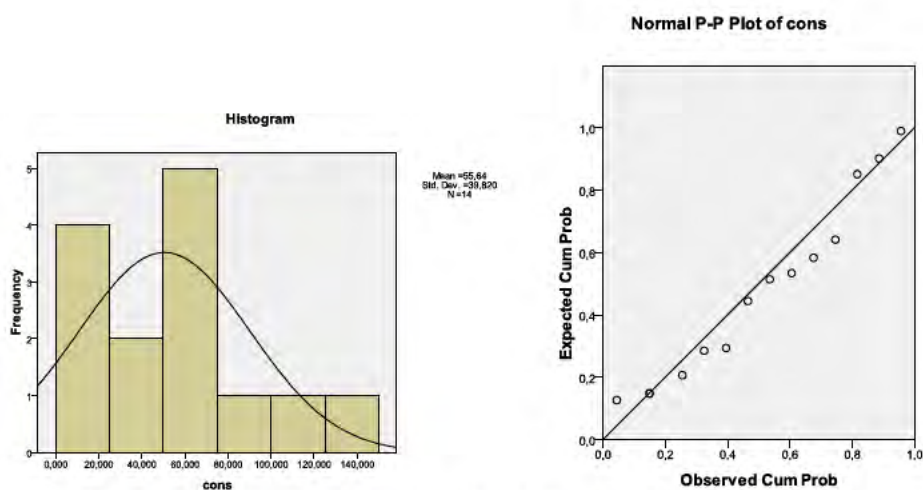 Normal P-P Plot of cons
Histogram
Mean =55,64
Std. Dev. =39,820
N =14
Frequency
5
4
3
2
1
0
0,000 20,000 40,000 60,000 80,000 100,000 120,000 140,000
cons
Expected Cum Prob
1,0
0,8
0,6
0,4
0,2
0,0
0,0 0,2 0,4 0,6 0,8 1,0
Observed Cum Prob